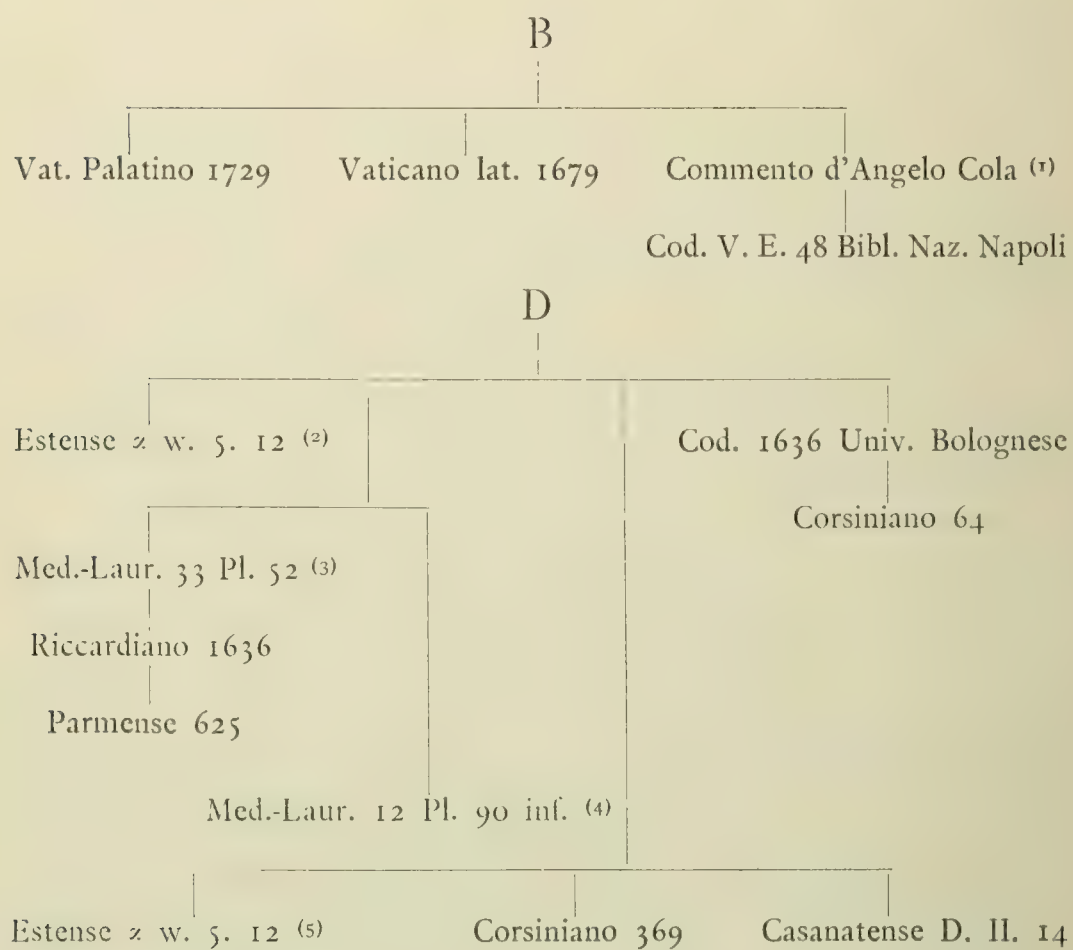 B
Vat. Palatino 1729 Vaticano lat. 1679 Commento d'Angelo Cola (1)
Cod. V. E. 48 Bibl. Naz. Napoli
D
Estense α w. 5. 12 (2) Cod. 1636 Univ. Bolognese
Corsiniano 64
Med.-Laur. 33 Pl. 52 (3)
Riccardiano 1636
Parmense 625
Med.-Laur. 12 Pl. 90 inf. (4)
Estense α w. 5. 12 (5) Corsiniano 369 Casanatense D. II. 14